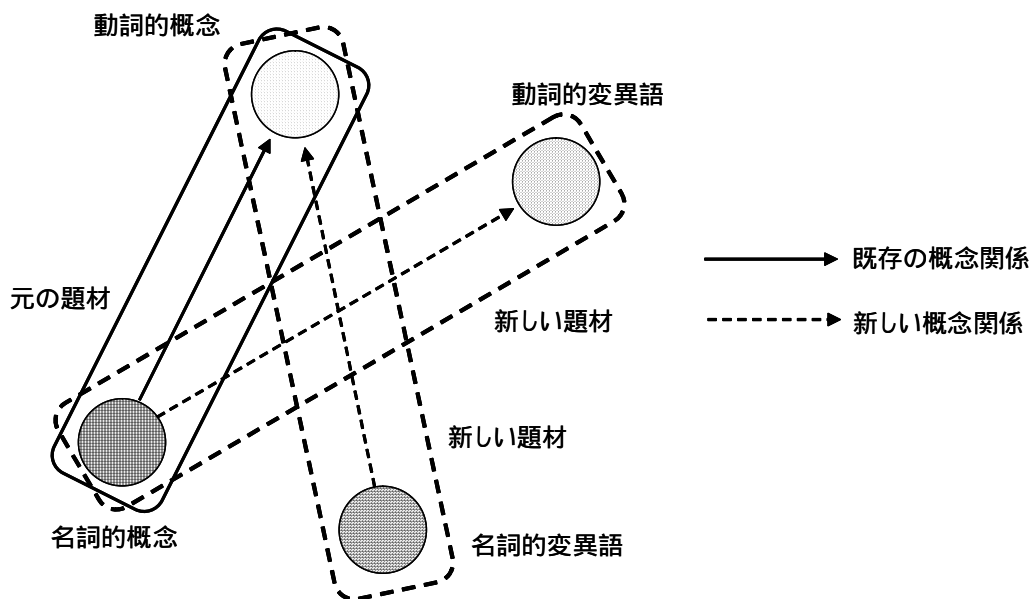 動詞的概念
動詞的変異語
既存の概念関係
元の題材
新しい題材
新しい概念関係
新しい題材
名詞的概念
名詞的変異語